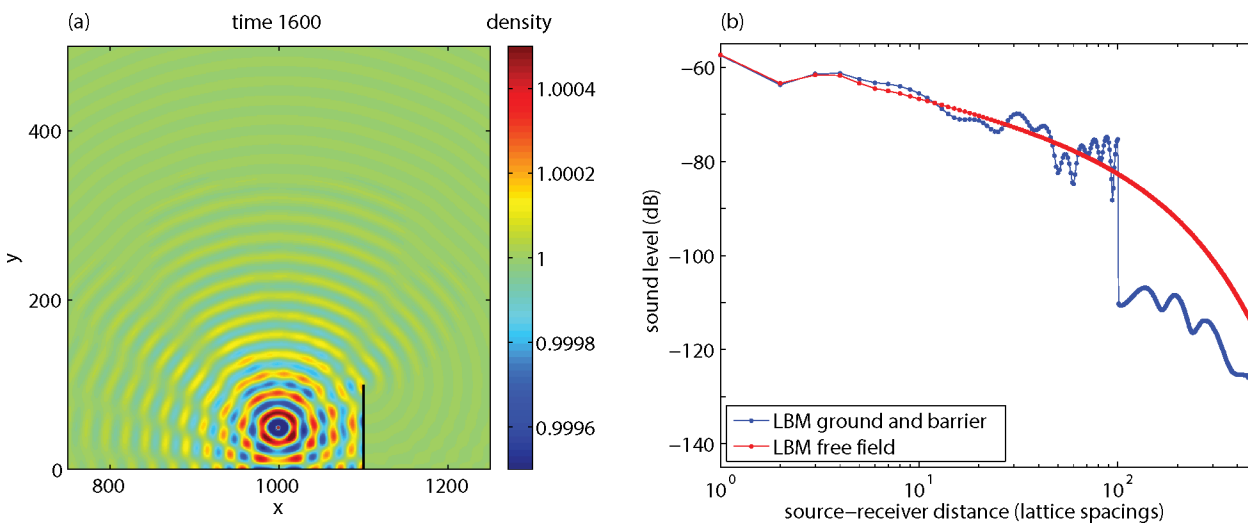 (a)
time 1600
density
400
200
0
y
800
1000
1200
x
1.0004
1.0002
1
0.9998
0.9996
(b)
−60
−80
−100
−120
−140
sound level (dB)
LBM ground and barrier
LBM free field
10^0
10^1
10^2
source−receiver distance (lattice spacings)